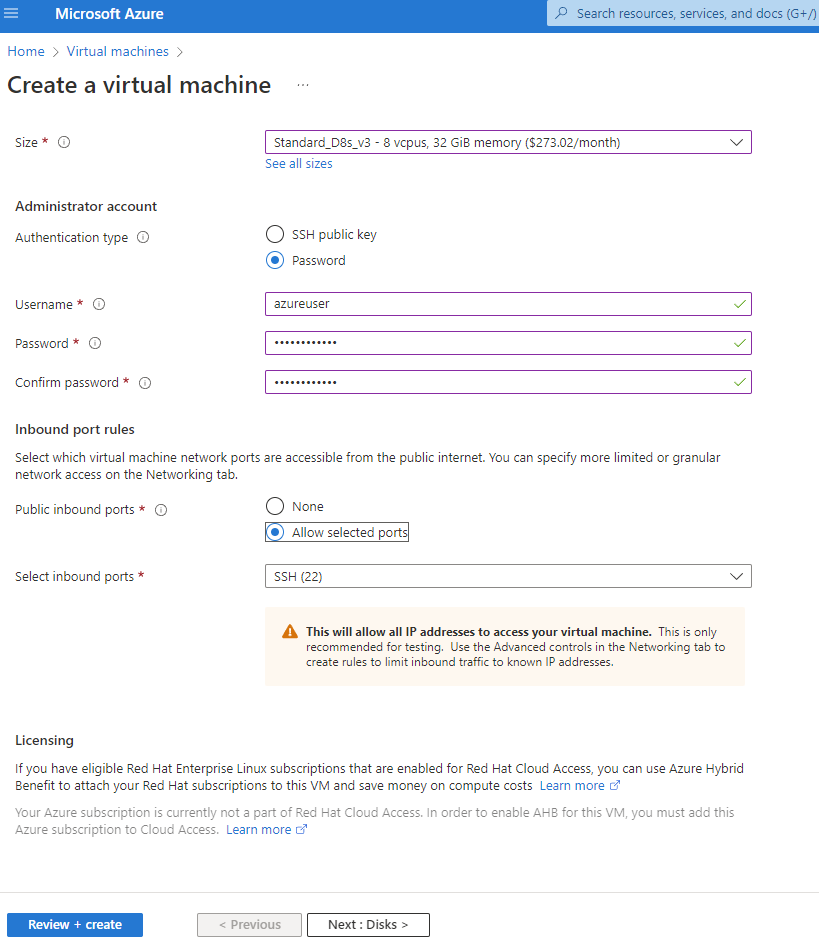 Microsoft Azure
Search resources, services, and docs (G+/)
Home > Virtual machines >
Create a virtual machine ...
Size * Standard_D8s_v3 - 8 vcpus, 32 GiB memory ($273.02/month)
See all sizes
Administrator account
Authentication type
SSH public key
Password
Username * azureuser
Password * ••••••••••••
Confirm password * ••••••••••••
Inbound port rules
Select which virtual machine network ports are accessible from the public internet. You can specify more limited or granular
network access on the Networking tab.
Public inbound ports *
None
Allow selected ports
Select inbound ports * SSH (22)
This will allow all IP addresses to access your virtual machine. This is only
recommended for testing. Use the Advanced controls in the Networking tab to
create rules to limit inbound traffic to known IP addresses.
Licensing
If you have eligible Red Hat Enterprise Linux subscriptions that are enabled for Red Hat Cloud Access, you can use Azure Hybrid
Benefit to attach your Red Hat subscriptions to this VM and save money on compute costs Learn more
Your Azure subscription is currently not a part of Red Hat Cloud Access. In order to enable AHB for this VM, you must add this
Azure subscription to Cloud Access. Learn more
Review + create
< Previous
Next : Disks >